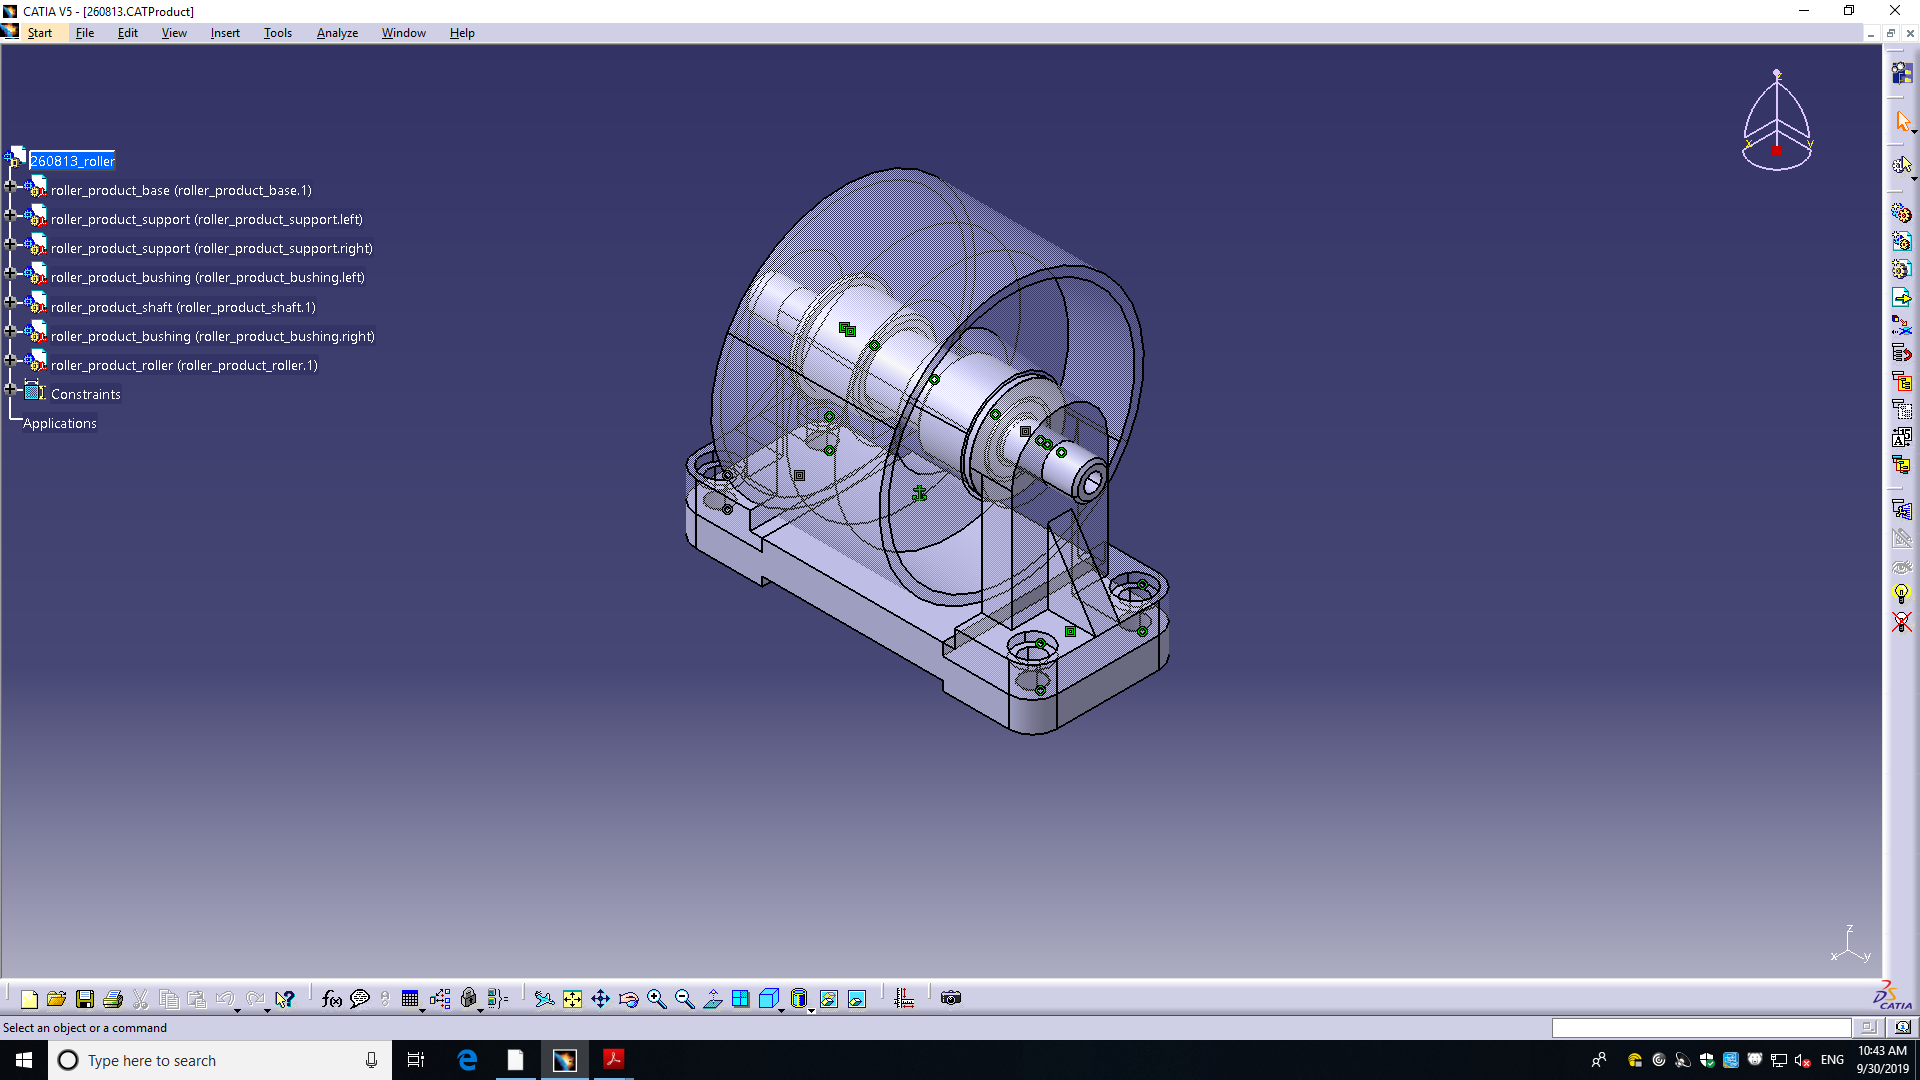 CATIA V5 - [260813.CATProduct]
Start File Edit View Insert Tools Analyze Window Help
z
x y
260813_roller
roller_product_base (roller_product_base.1)
roller_product_support (roller_product_support.left)
roller_product_support (roller_product_support.right)
roller_product_bushing (roller_product_bushing.left)
roller_product_shaft (roller_product_shaft.1)
roller_product_bushing (roller_product_bushing.right)
roller_product_roller (roller_product_roller.1)
Constraints
Applications
z
x y
f(x)
CATIA
Select an object or a command
Type here to search
ENG
10:43 AM
9/30/2019